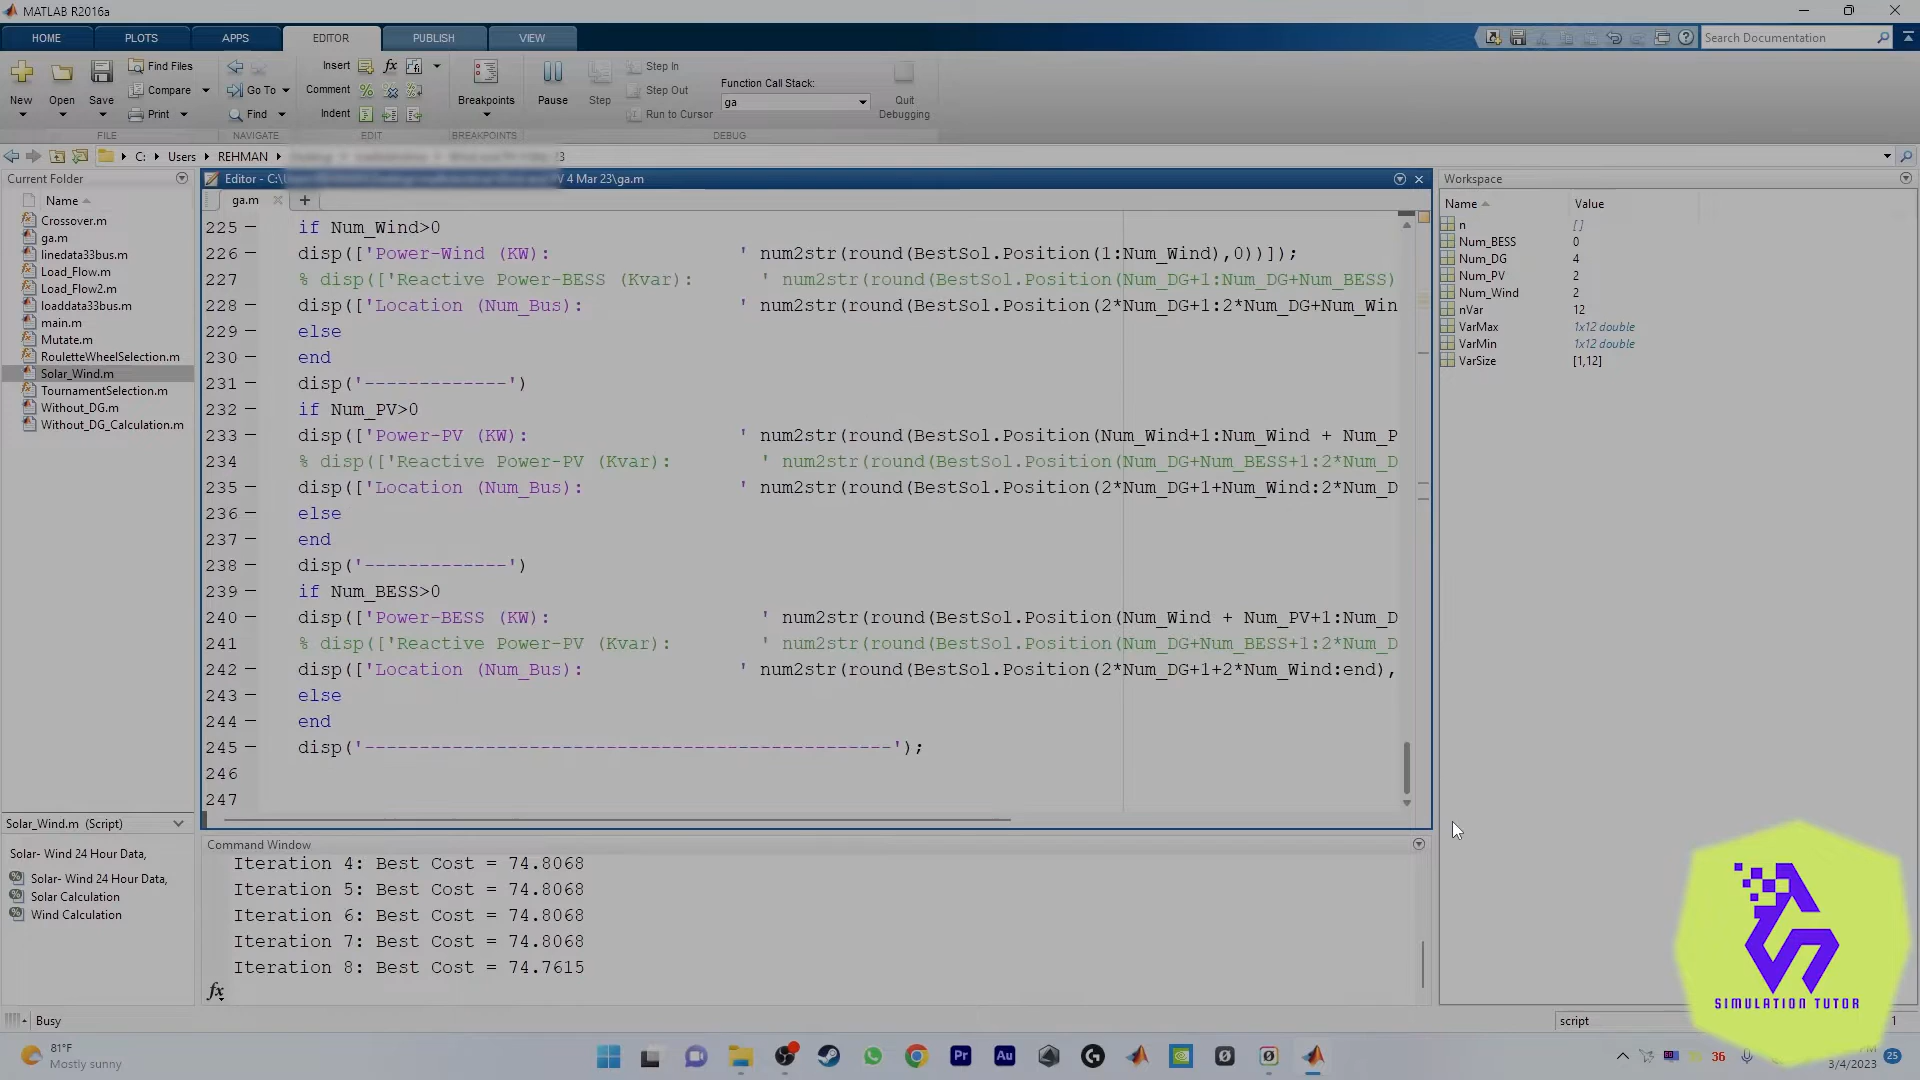 MATLAB R2016a
HOME PLOTS APPS EDITOR PUBLISH VIEW
Search Documentation
New Open Save
Find Files
Compare
Print
Go To
Find
Insert
Comment
Indent
fx
Breakpoints
Pause
Step
Step In
Step Out
Run to Cursor
Function Call Stack:
ga
Quit Debugging
FILE NAVIGATE EDIT BREAKPOINTS DEBUG
C: Users REHMAN
Current Folder
Name
Crossover.m
ga.m
linedata33bus.m
Load_Flow.m
Load_Flow2.m
loaddata33bus.m
main.m
Mutate.m
RouletteWheelSelection.m
Solar_Wind.m
TournamentSelection.m
Without_DG.m
Without_DG_Calculation.m
Solar_Wind.m (Script)
Solar- Wind 24 Hour Data,
Solar- Wind 24 Hour Data,
Solar Calculation
Wind Calculation
Editor - C:\ 4 Mar 23\ga.m
ga.m
225 if Num_Wind>0
226 disp(['Power-Wind (KW): ' num2str(round(BestSol.Position(1:Num_Wind),0))]);
227 % disp(['Reactive Power-BESS (Kvar): ' num2str(round(BestSol.Position(Num_DG+1:Num_DG+Num_BESS)
228 disp(['Location (Num_Bus): ' num2str(round(BestSol.Position(2*Num_DG+1:2*Num_DG+Num_Win
229 else
230 end
231 disp('-------------')
232 if Num_PV>0
233 disp(['Power-PV (KW): ' num2str(round(BestSol.Position(Num_Wind+1:Num_Wind + Num_P
234 % disp(['Reactive Power-PV (Kvar): ' num2str(round(BestSol.Position(Num_DG+Num_BESS+1:2*Num_D
235 disp(['Location (Num_Bus): ' num2str(round(BestSol.Position(2*Num_DG+1+Num_Wind:2*Num_D
236 else
237 end
238 disp('-------------')
239 if Num_BESS>0
240 disp(['Power-BESS (KW): ' num2str(round(BestSol.Position(Num_Wind + Num_PV+1:Num_D
241 % disp(['Reactive Power-PV (Kvar): ' num2str(round(BestSol.Position(Num_DG+Num_BESS+1:2*Num_D
242 disp(['Location (Num_Bus): ' num2str(round(BestSol.Position(2*Num_DG+1+2*Num_Wind:end),
243 else
244 end
245 disp('------------------------------------------------');
246
247
Command Window
Iteration 4: Best Cost = 74.8068
Iteration 5: Best Cost = 74.8068
Iteration 6: Best Cost = 74.8068
Iteration 7: Best Cost = 74.8068
Iteration 8: Best Cost = 74.7615
fx
Workspace
Name Value
n []
Num_BESS 0
Num_DG 4
Num_PV 2
Num_Wind 2
nVar 12
VarMax 1x12 double
VarMin 1x12 double
VarSize [1,12]
SIMULATION TUTOR
Busy
script
1
81°F
Mostly sunny
Pr
Au
36
3/4/2023
25